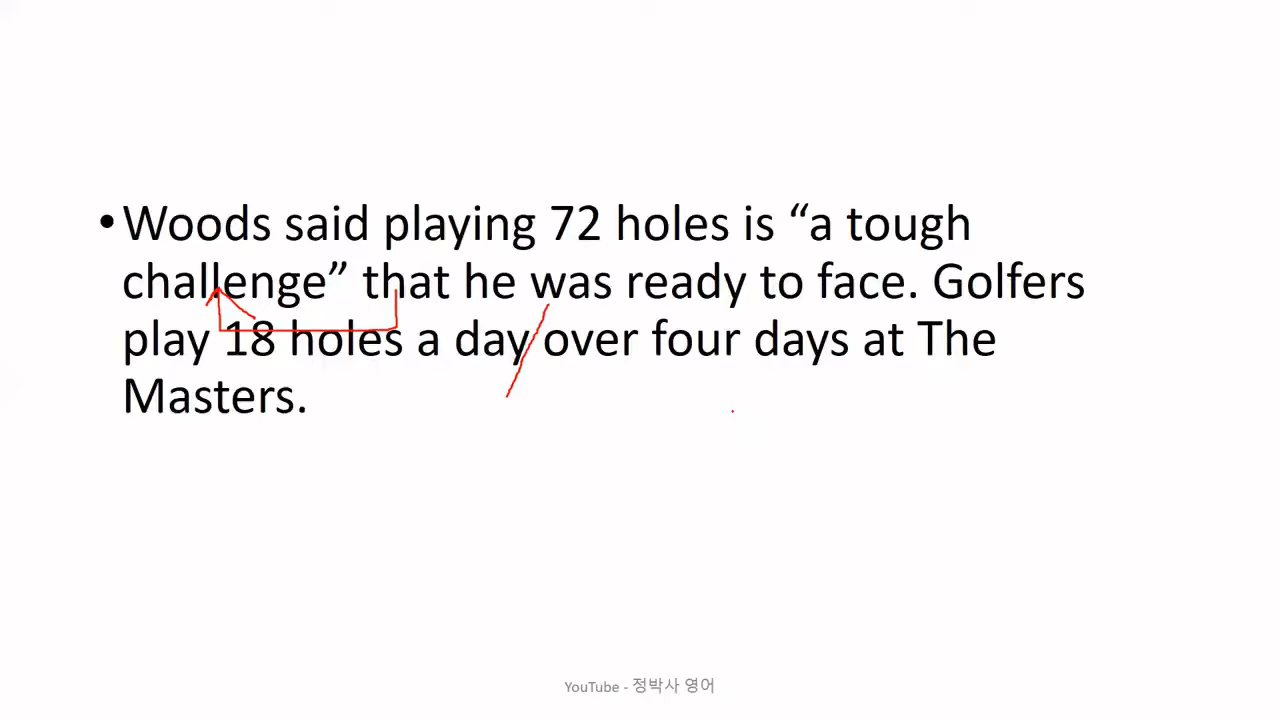 •Woods said playing 72 holes is “a tough
challenge” that he was ready to face. Golfers
play 18 holes a day over four days at The
Masters.
YouTube - 정박사 영어